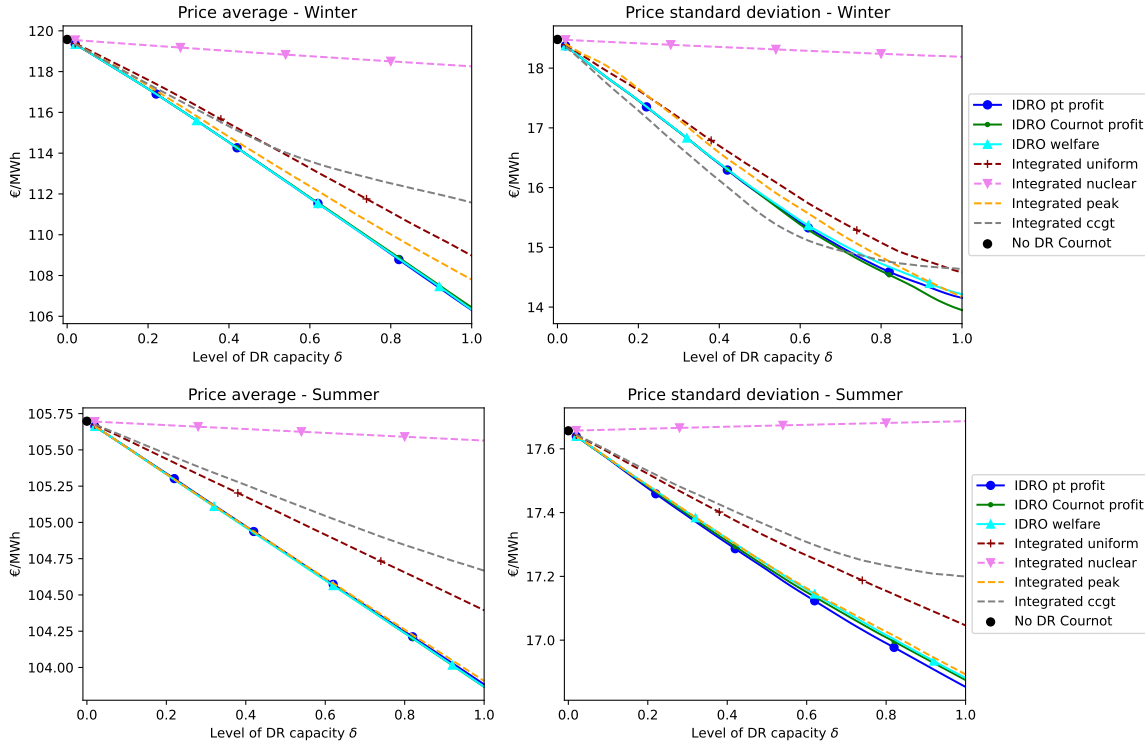 Price average - Winter
€/MWh
120
118
116
114
112
110
108
106
0.0 0.2 0.4 0.6 0.8 1.0
Level of DR capacity δ
Price standard deviation - Winter
€/MWh
18
17
16
15
14
0.0 0.2 0.4 0.6 0.8 1.0
Level of DR capacity δ
IDRO pt profit
IDRO Cournot profit
IDRO welfare
Integrated uniform
Integrated nuclear
Integrated peak
Integrated ccgt
No DR Cournot
Price average - Summer
€/MWh
105.75
105.50
105.25
105.00
104.75
104.50
104.25
104.00
0.0 0.2 0.4 0.6 0.8 1.0
Level of DR capacity δ
Price standard deviation - Summer
€/MWh
17.6
17.4
17.2
17.0
0.0 0.2 0.4 0.6 0.8 1.0
Level of DR capacity δ
IDRO pt profit
IDRO Cournot profit
IDRO welfare
Integrated uniform
Integrated nuclear
Integrated peak
Integrated ccgt
No DR Cournot